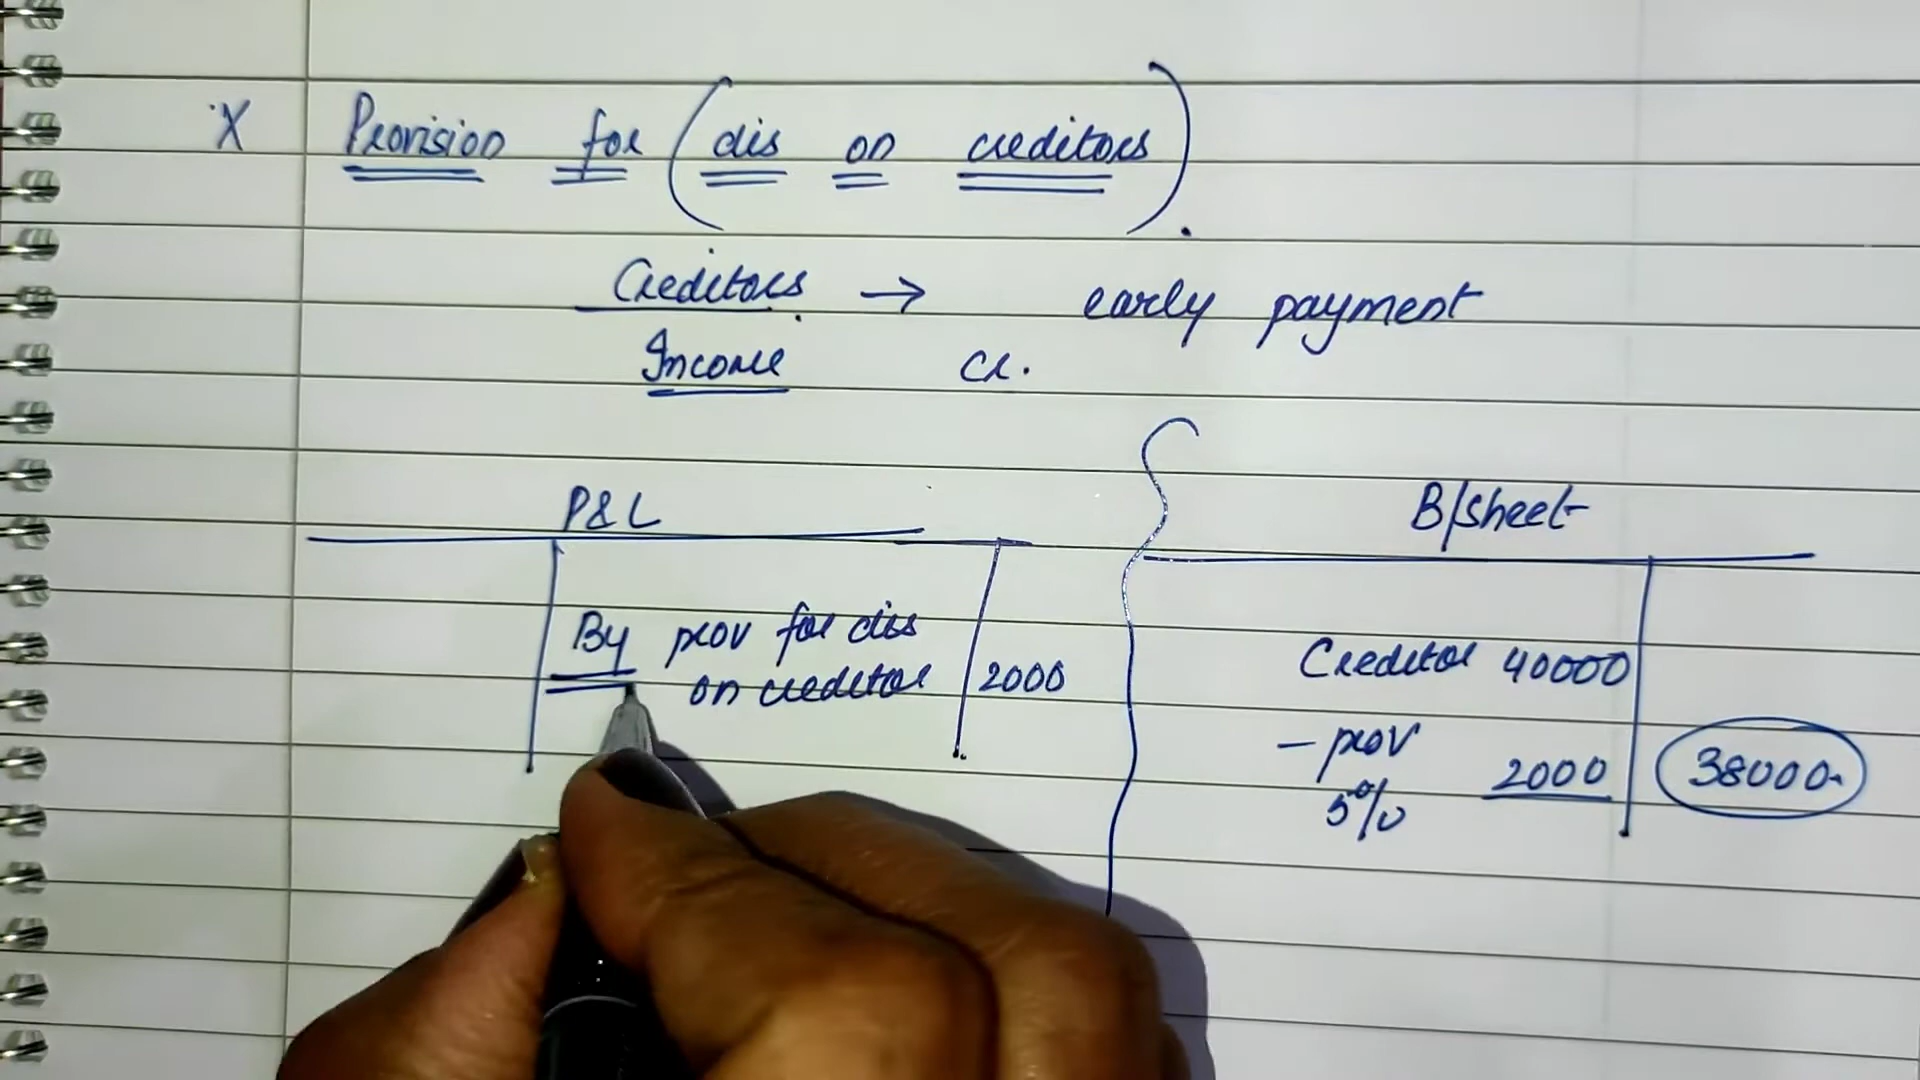 X Provision for (dis on creditors).
Creditors → early payment
Income Cr.
P&L
By prov for diss
on creditor 2000
B/sheet
Creditor 40000
- prov
5% 2000 38000